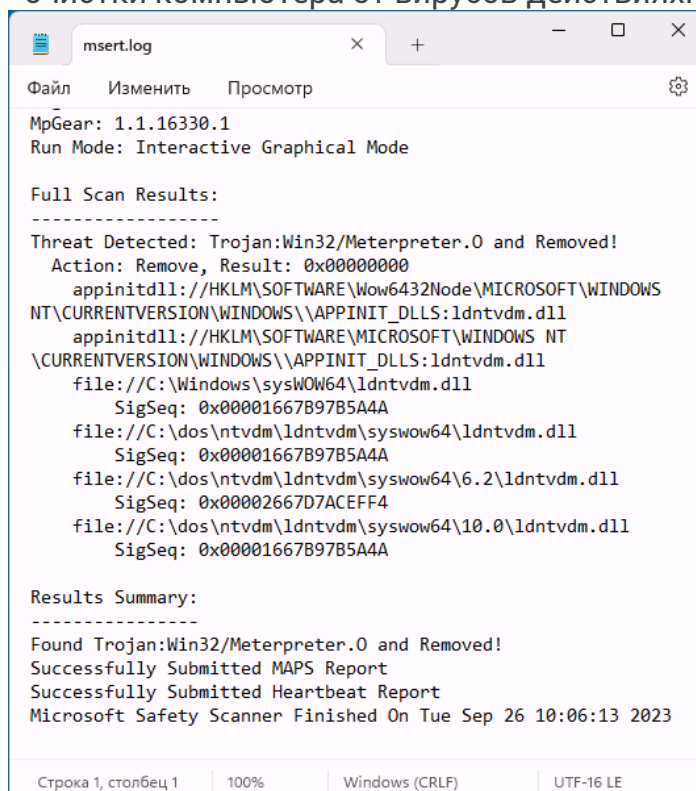 очистки компьютера от вирусов действиях.
msert.log
Файл Изменить Просмотр
MpGear: 1.1.16330.1
Run Mode: Interactive Graphical Mode
Full Scan Results:
------------------
Threat Detected: Trojan:Win32/Meterpreter.O and Removed!
Action: Remove, Result: 0x00000000
appinitdll://HKLM\SOFTWARE\Wow6432Node\MICROSOFT\WINDOWS
NT\CURRENTVERSION\WINDOWS\\APPINIT_DLLS:ldntvdm.dll
appinitdll://HKLM\SOFTWARE\MICROSOFT\WINDOWS NT
\CURRENTVERSION\WINDOWS\\APPINIT_DLLS:ldntvdm.dll
file://C:\Windows\sysWOW64\ldntvdm.dll
SigSeq: 0x00001667B97B5A4A
file://C:\dos\ntvdm\ldntvdm\syswow64\ldntvdm.dll
SigSeq: 0x00001667B97B5A4A
file://C:\dos\ntvdm\ldntvdm\syswow64\6.2\ldntvdm.dll
SigSeq: 0x00002667D7ACEFF4
file://C:\dos\ntvdm\ldntvdm\syswow64\10.0\ldntvdm.dll
SigSeq: 0x00001667B97B5A4A
Results Summary:
----------------
Found Trojan:Win32/Meterpreter.O and Removed!
Successfully Submitted MAPS Report
Successfully Submitted Heartbeat Report
Microsoft Safety Scanner Finished On Tue Sep 26 10:06:13 2023
Строка 1, столбец 1 100% Windows (CRLF) UTF-16 LE